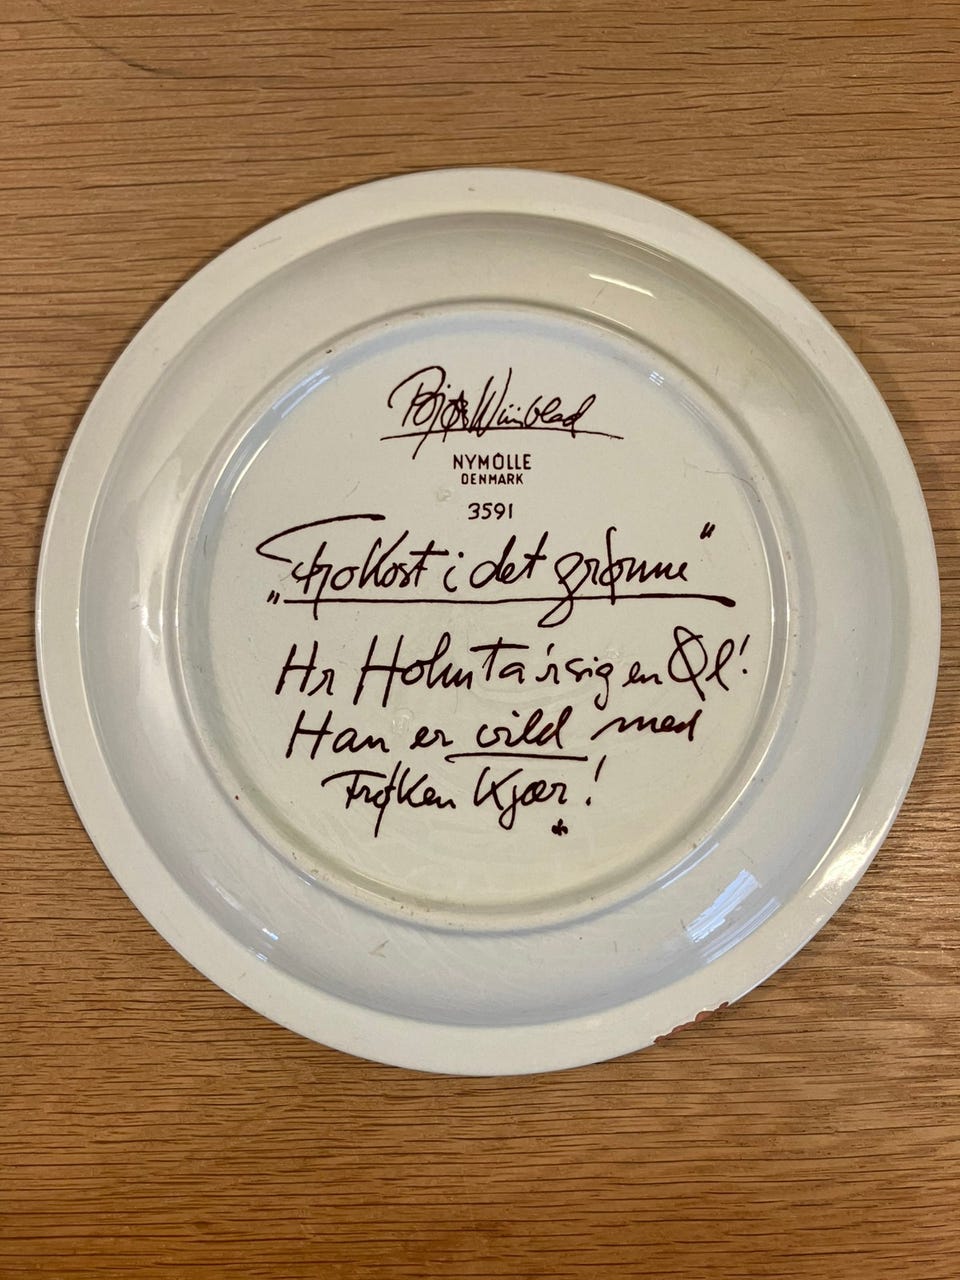 Bjørn Wiinblad
NYMÖLLE
DENMARK
3591
„Frokost i det grønne"
Hr Holm ta'r sig en Øl!
Han er vild med
Frøken Kjær!